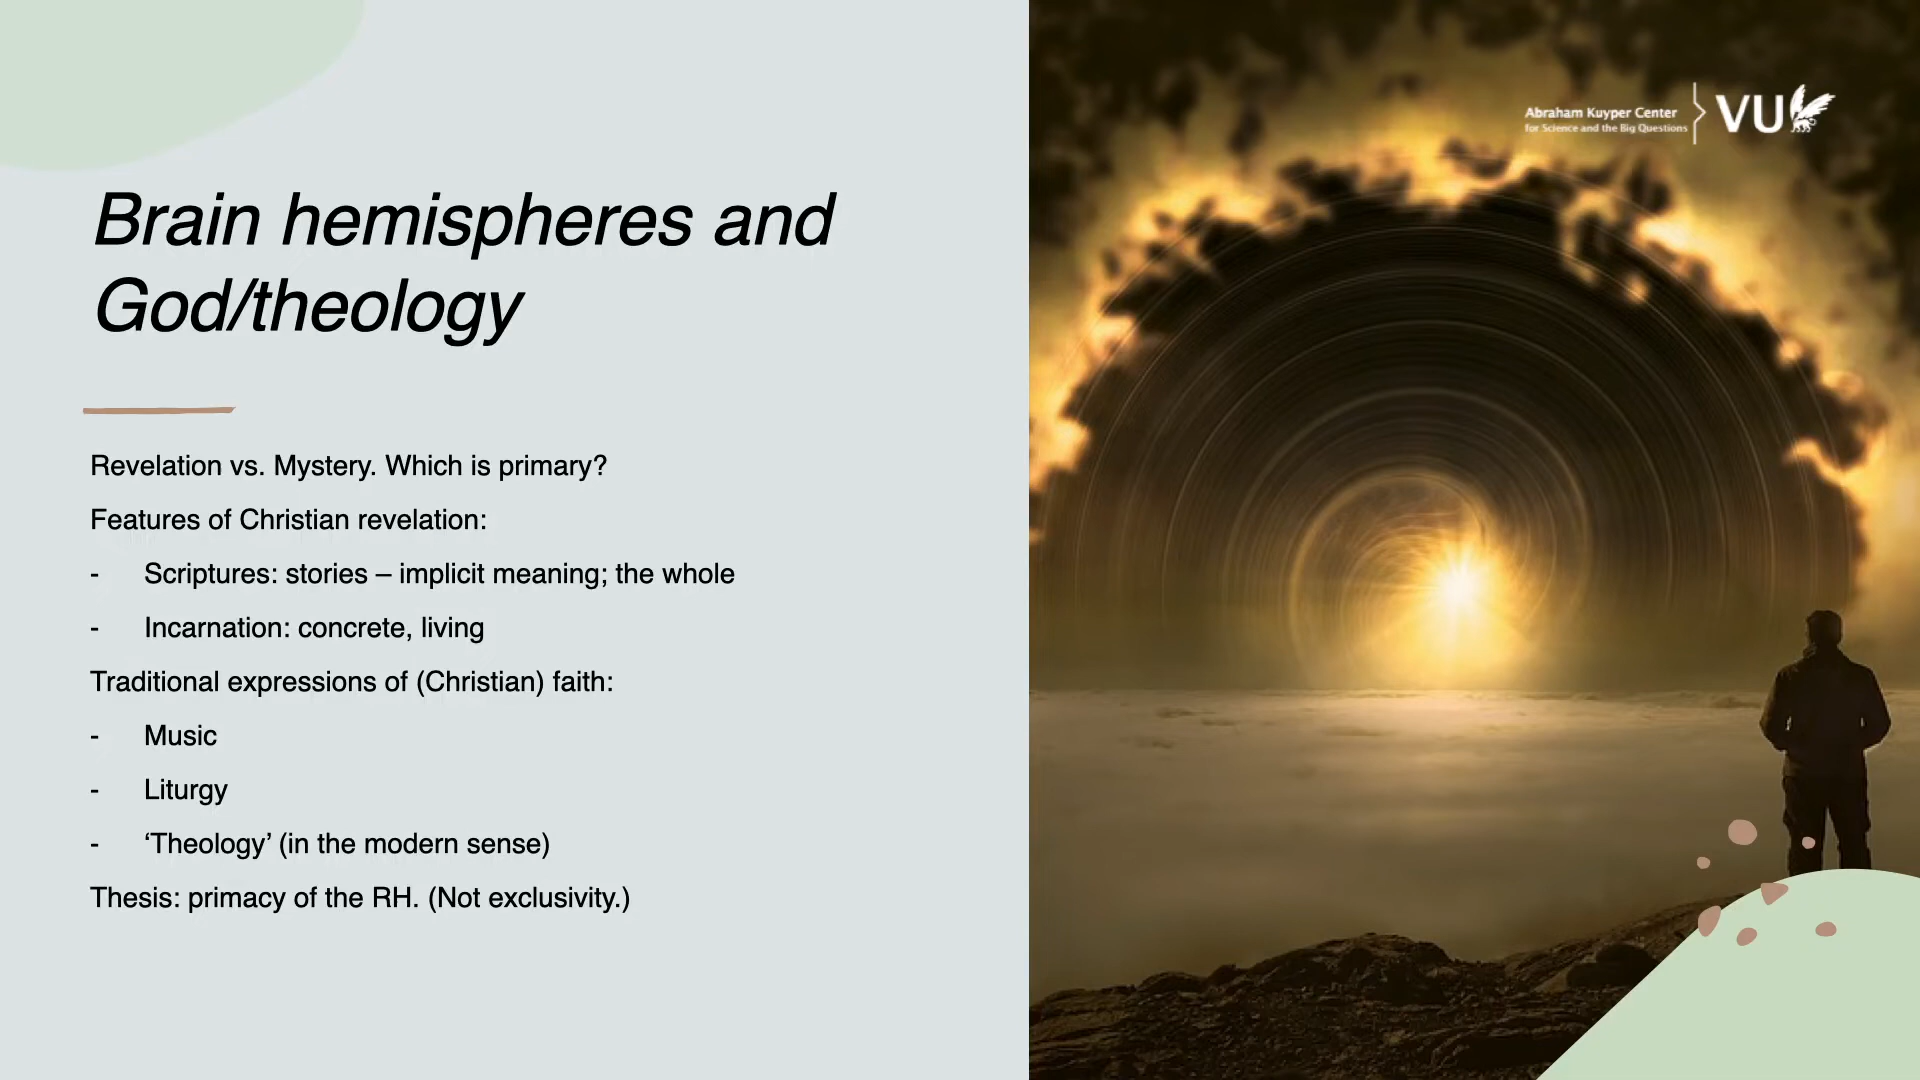 Abraham Kuyper Center
for Science and the Big Questions
VU
Brain hemispheres and
God/theology
Revelation vs. Mystery. Which is primary?
Features of Christian revelation:
- Scriptures: stories – implicit meaning; the whole
- Incarnation: concrete, living
Traditional expressions of (Christian) faith:
- Music
- Liturgy
- ‘Theology’ (in the modern sense)
Thesis: primacy of the RH. (Not exclusivity.)